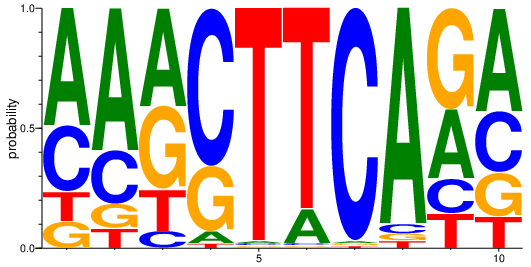 1.0
probability
0.5
0.0
A A A C T T C A G A
C C G G A A A C
T G T A C G
G T C T T
5
10